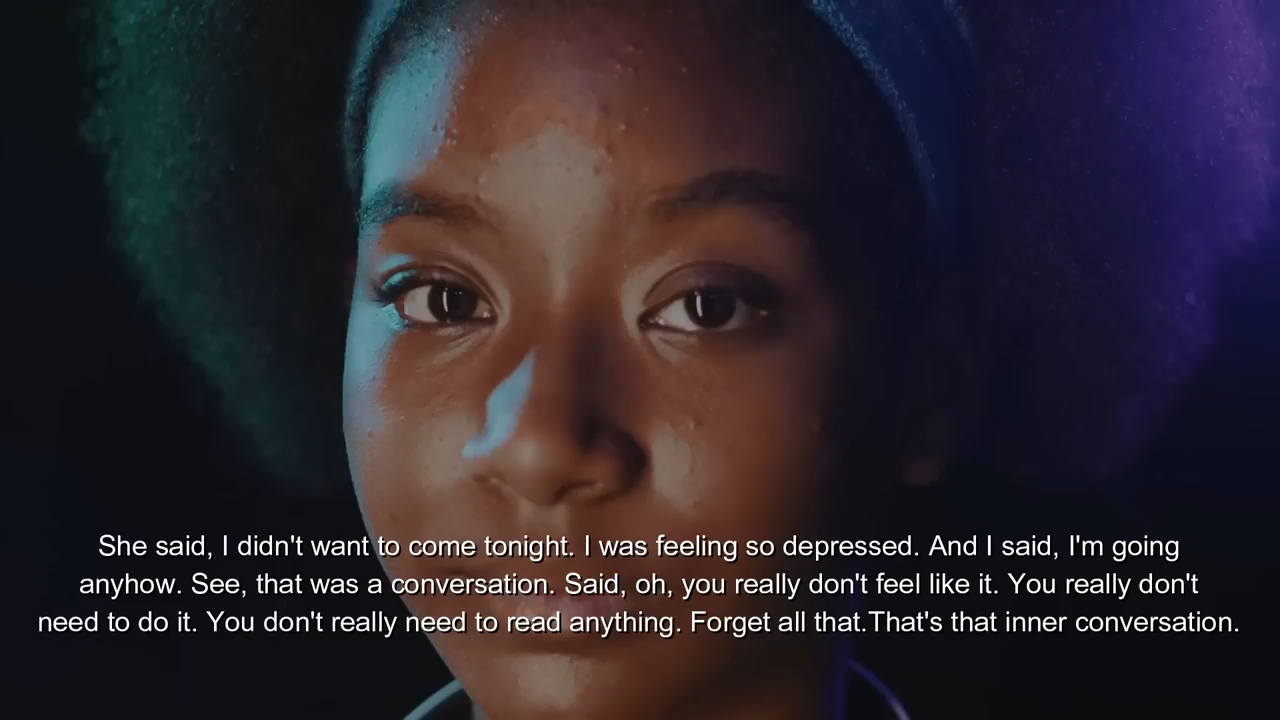 She said, I didn't want to come tonight. I was feeling so depressed. And I said, I'm going
anyhow. See, that was a conversation. Said, oh, you really don't feel like it. You really don't
need to do it. You don't really need to read anything. Forget all that.That's that inner conversation.